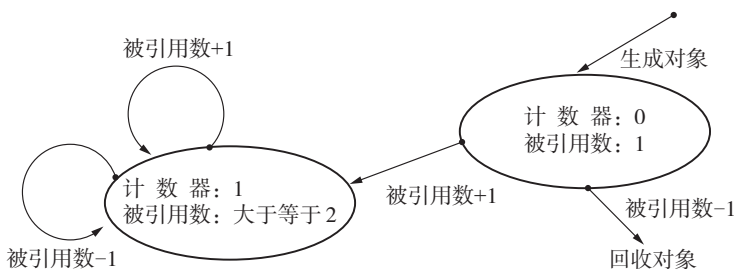 被引用数+1
生成对象
计 数 器：0
被引用数：1
计 数 器：1
被引用数：大于等于2
被引用数+1
被引用数−1
被引用数−1
回收对象